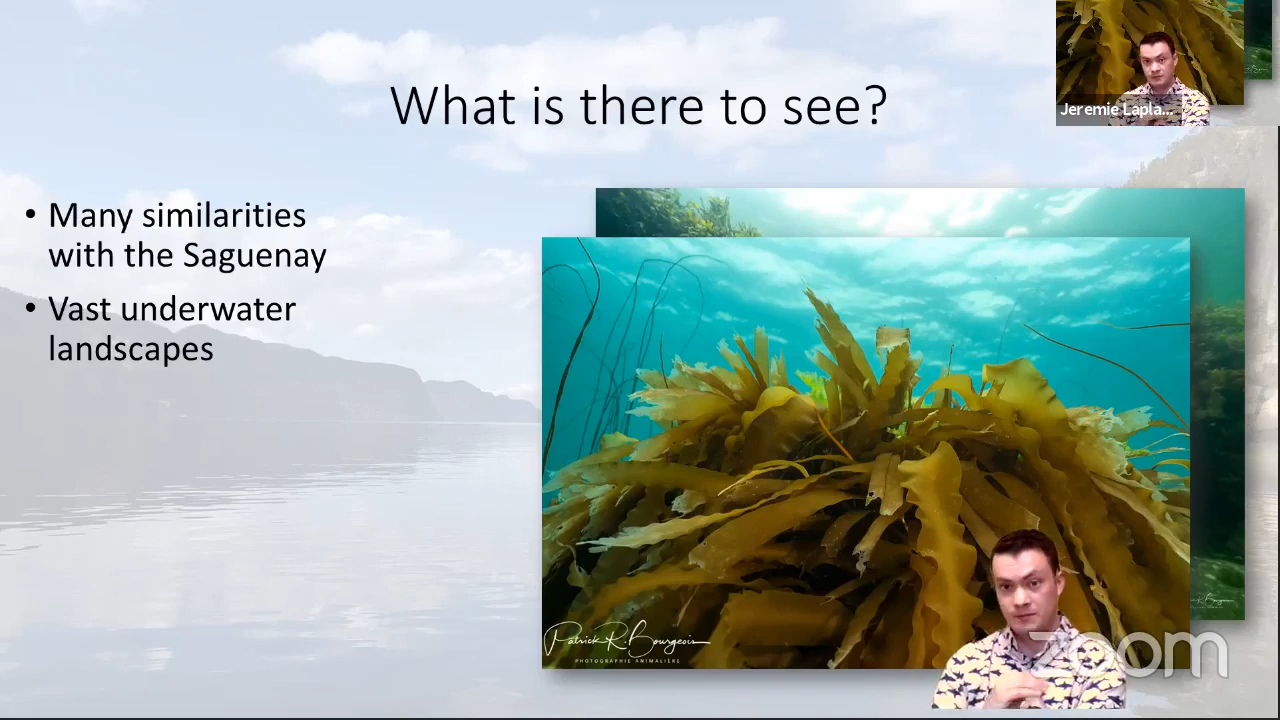 What is there to see?
Jeremie Lapla...
• Many similarities
with the Saguenay
• Vast underwater
landscapes
Patrick R. Bourgeois
PHOTOGRAPHIE ANIMALIÈRE
zoom